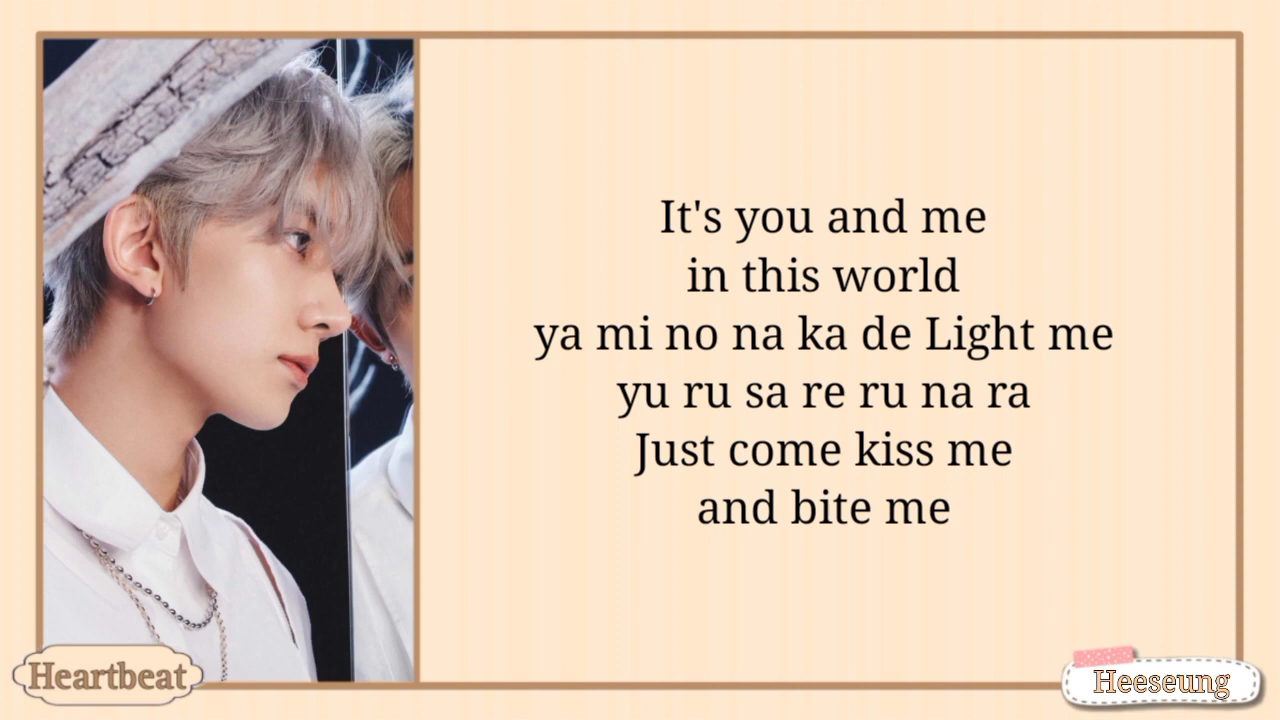 It's you and me
in this world
ya mi no na ka de Light me
yu ru sa re ru na ra
Just come kiss me
and bite me
Heartbeat
Heeseung